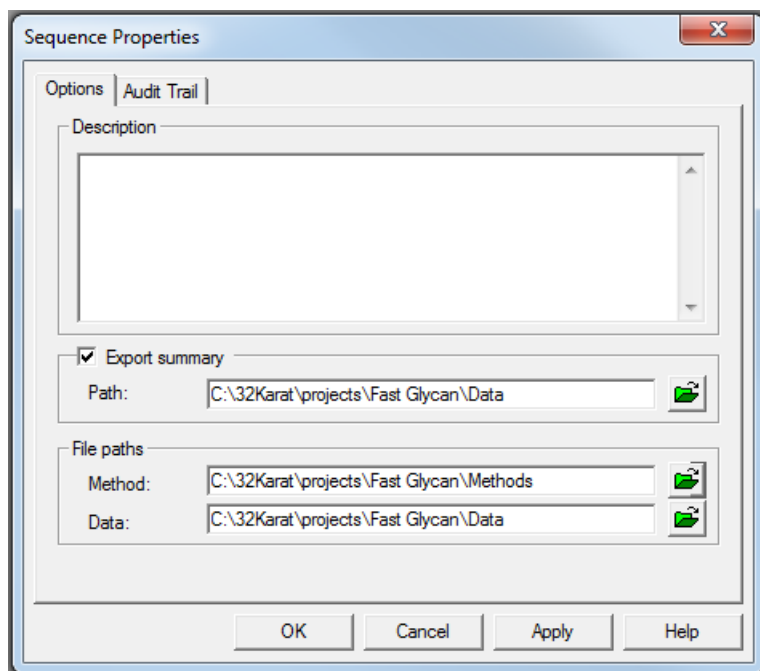 Sequence Properties
Options
Audit Trail
Description
Export summary
Path:
C:\32Karat\projects\Fast Glycan\Data
File paths
Method:
C:\32Karat\projects\Fast Glycan\Methods
Data:
C:\32Karat\projects\Fast Glycan\Data
OK
Cancel
Apply
Help